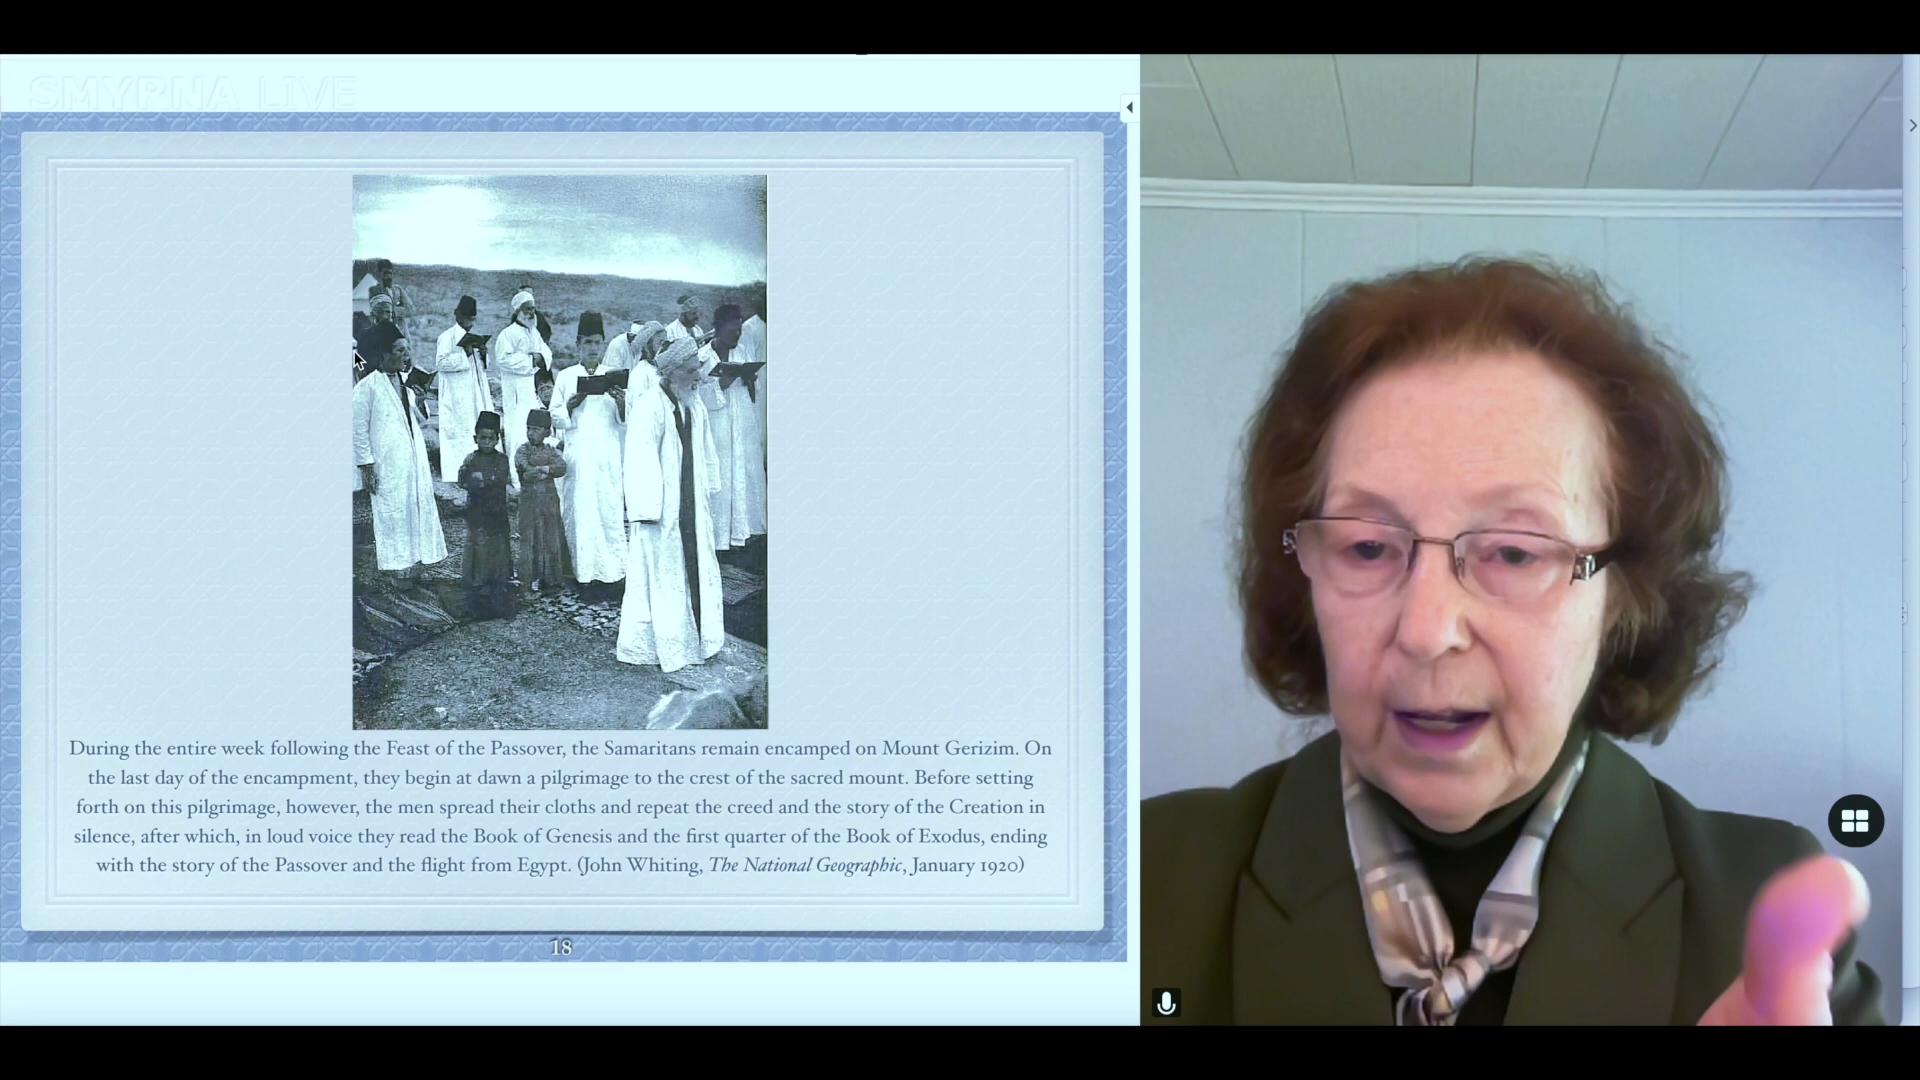 SMYRNA LIVE
During the entire week following the Feast of the Passover, the Samaritans remain encamped on Mount Gerizim. On
the last day of the encampment, they begin at dawn a pilgrimage to the crest of the sacred mount. Before setting
forth on this pilgrimage, however, the men spread their cloths and repeat the creed and the story of the Creation in
silence, after which, in loud voice they read the Book of Genesis and the first quarter of the Book of Exodus, ending
with the story of the Passover and the flight from Egypt. (John Whiting, The National Geographic, January 1920)
18